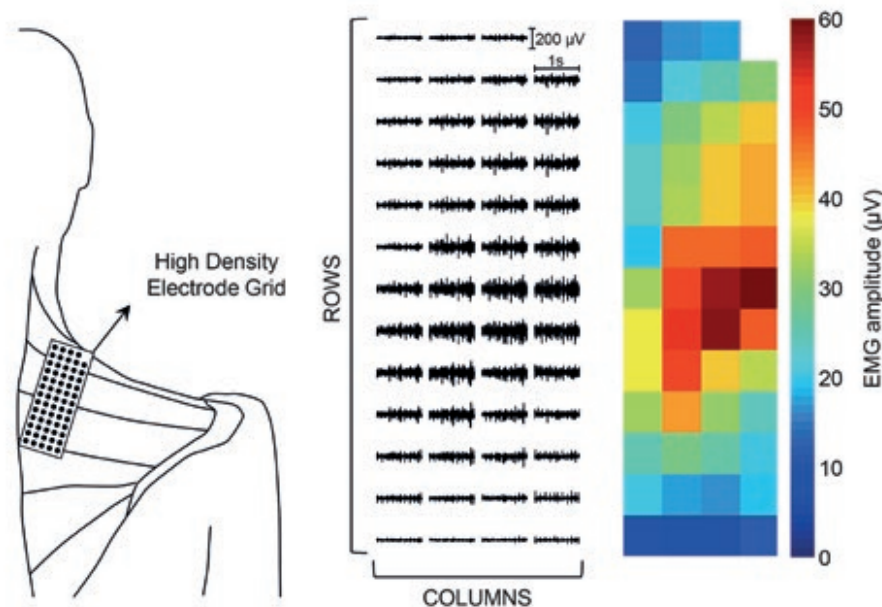 High Density
Electrode Grid
ROWS
COLUMNS
200 μV
1s
60
50
40
30
20
10
0
EMG amplitude (μV)